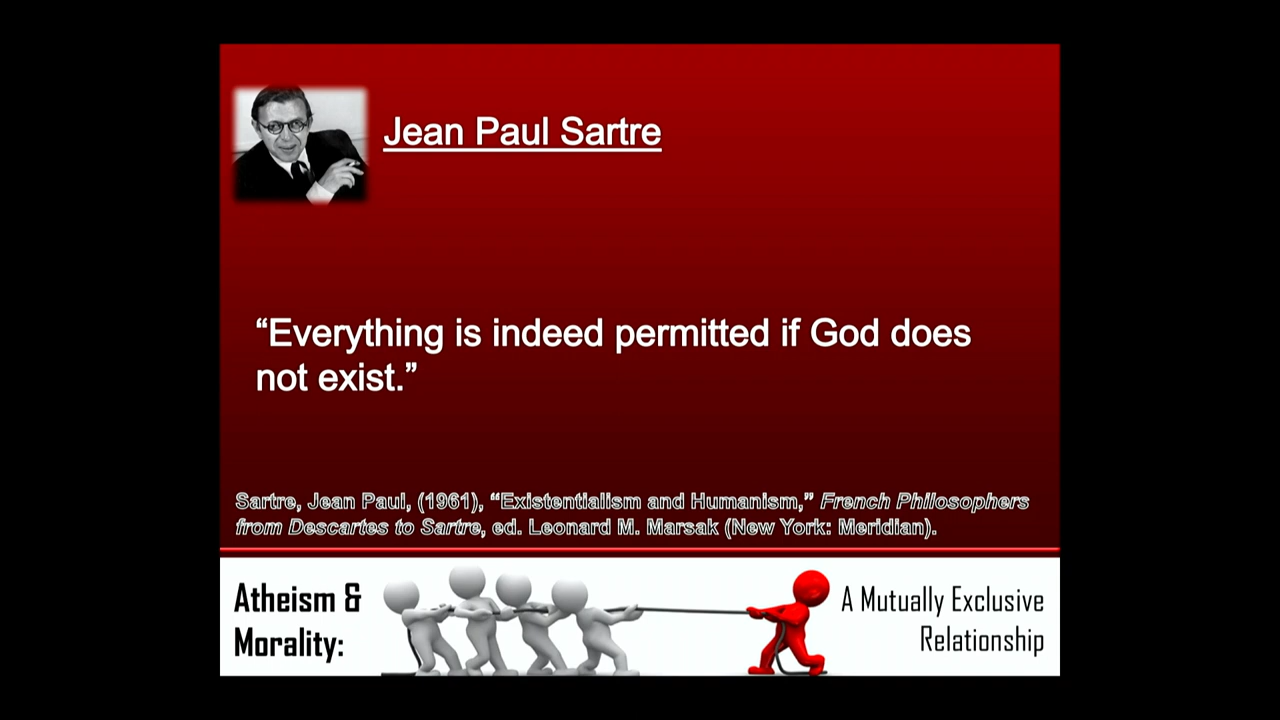 Jean Paul Sartre
“Everything is indeed permitted if God does
not exist.”
Sartre, Jean Paul, (1961), “Existentialism and Humanism,” French Philosophers
from Descartes to Sartre, ed. Leonard M. Marsak (New York: Meridian).
Atheism &
Morality:
A Mutually Exclusive
Relationship